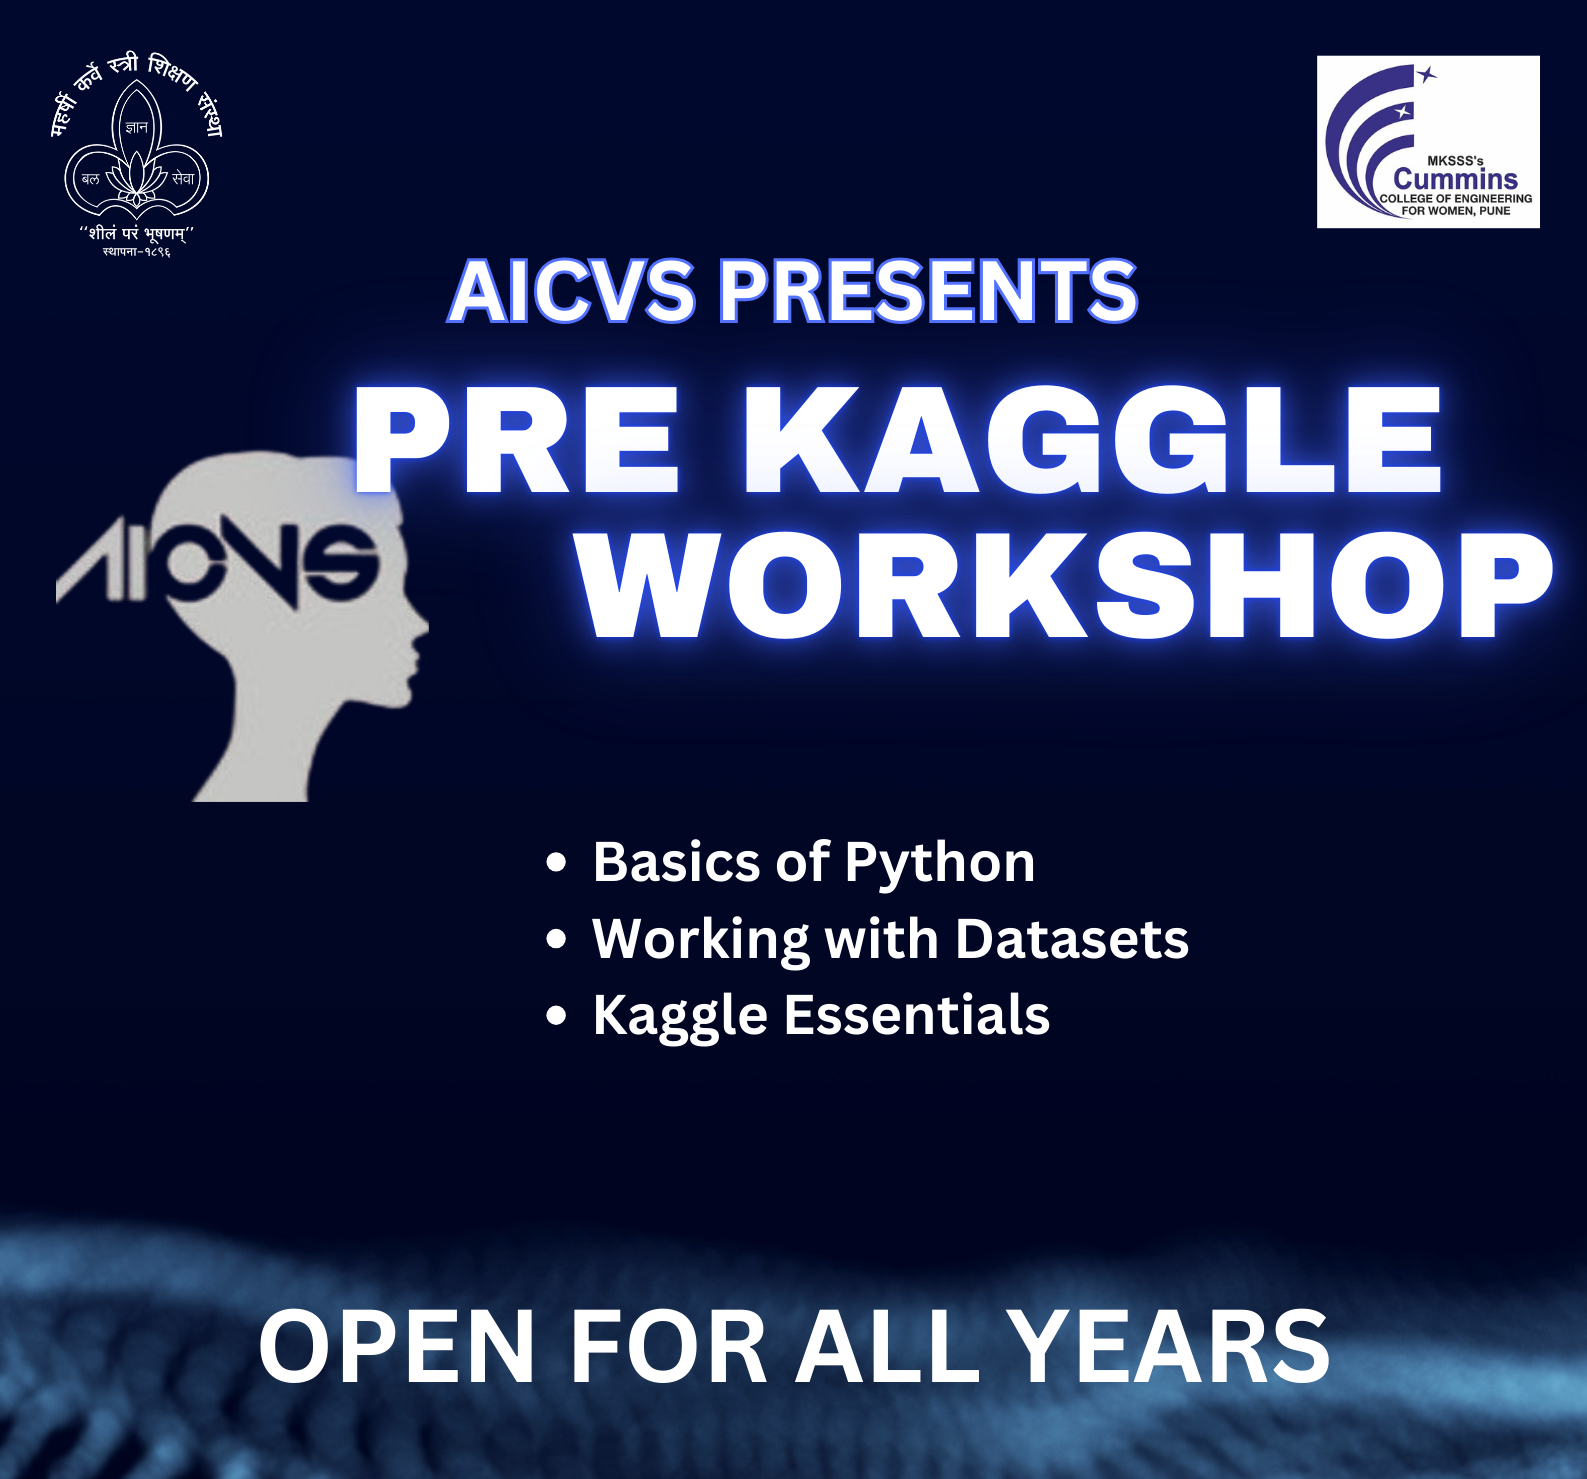 महर्षी कर्वे स्त्री शिक्षण संस्था
ज्ञान
बल
सेवा
‘‘शीलं परं भूषणम्’’
स्थापना-१८९६
MKSSS's
Cummins
COLLEGE OF ENGINEERING
FOR WOMEN, PUNE
AICVS PRESENTS
PRE KAGGLE
WORKSHOP
AICVS
• Basics of Python
• Working with Datasets
• Kaggle Essentials
OPEN FOR ALL YEARS